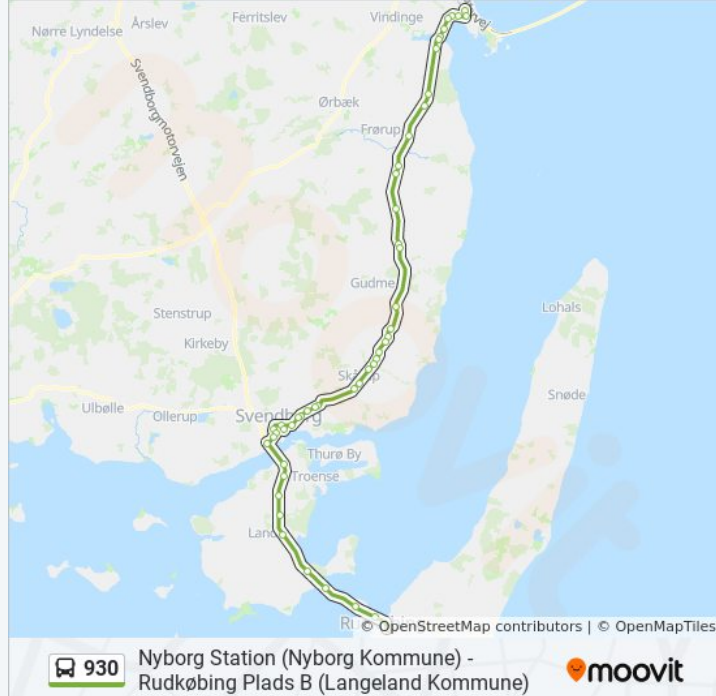 Nørre Lyndelse
Årslev
Ferritslev
Vindinge
Svendborgmotorvejen
Ørbæk
Frørup
Gudme
Lohals
Stenstrup
Kirkeby
Snøde
Ulbølle
Ollerup
Svendborg
Thurø By
Troense
© OpenStreetMap contributors | © OpenMapTiles
930
Nyborg Station (Nyborg Kommune) -
Rudkøbing Plads B (Langeland Kommune)
moovit